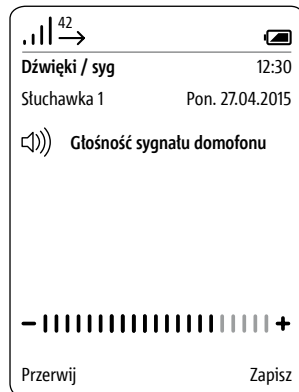 42
Dźwięki / syg 12:30
Słuchawka 1 Pon. 27.04.2015
Głośność sygnału domofonu
– +
Przerwij Zapisz